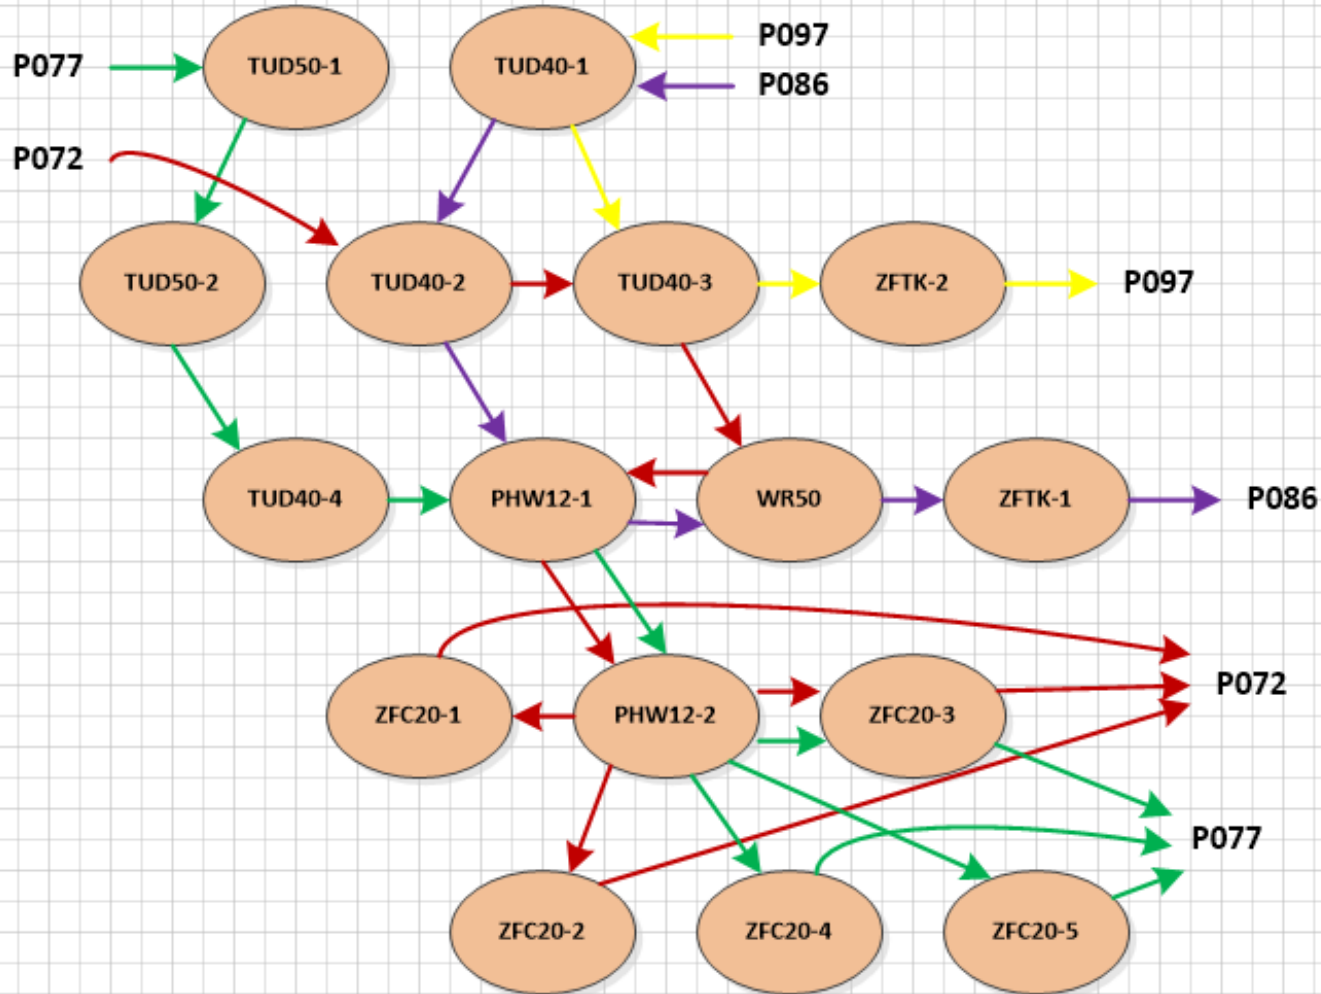 P077
TUD50-1
TUD40-1
P097
P086
P072
TUD50-2
TUD40-2
TUD40-3
ZFTK-2
P097
TUD40-4
PHW12-1
WR50
ZFTK-1
P086
ZFC20-1
PHW12-2
ZFC20-3
P072
P077
ZFC20-2
ZFC20-4
ZFC20-5